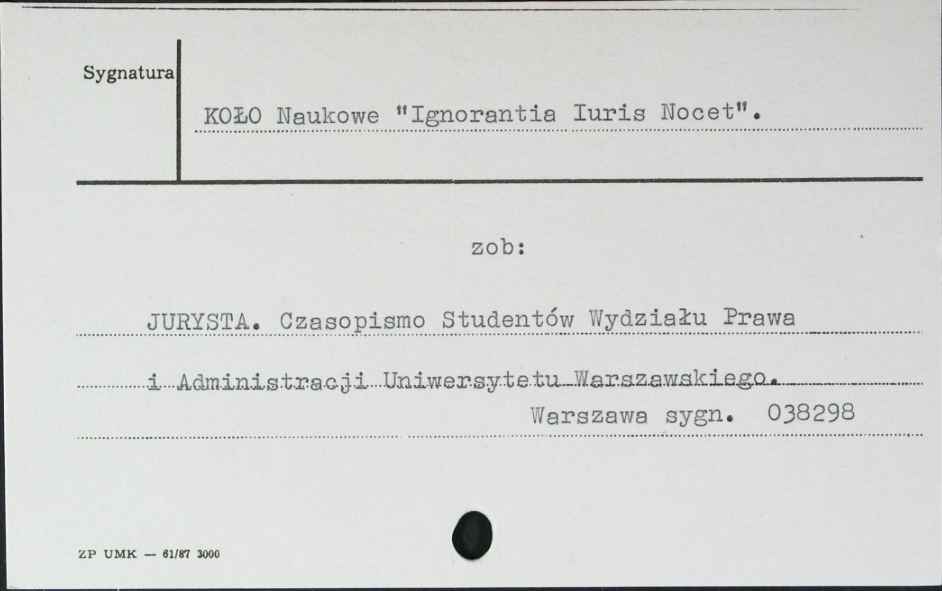 Sygnatura
KOŁO Naukowe "Ignorantia Iuris Nocet".
zob:
JURYSTA. Czasopismo Studentów Wydziału Prawa
i Administracji Uniwersytetu Warszawskiego.
Warszawa sygn. 038298
ZP UMK — 61/87 3000